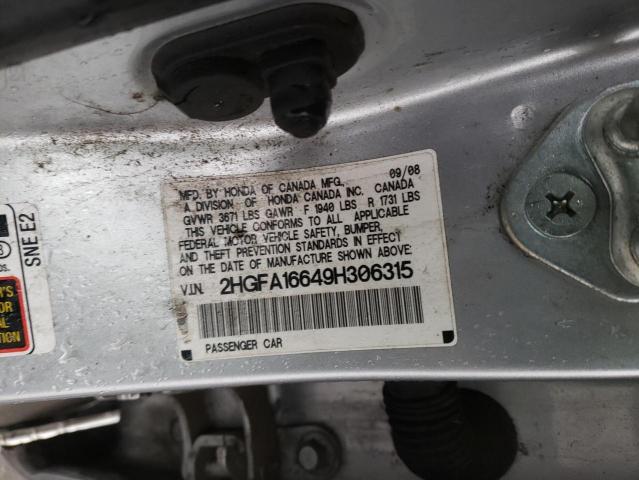 MFD. BY HONDA OF CANADA MFG. 09/08
A DIVISION OF HONDA CANADA INC. CANADA
GVWR 3671 LBS GAWR F 1940 LBS R 1731 LBS
THIS VEHICLE CONFORMS TO ALL APPLICABLE
FEDERAL MOTOR VEHICLE SAFETY, BUMPER,
AND THEFT PREVENTION STANDARDS IN EFFECT
ON THE DATE OF MANUFACTURE SHOWN ABOVE:
V.I.N. 2HGFA16649H306315
PASSENGER CAR
SNE E2